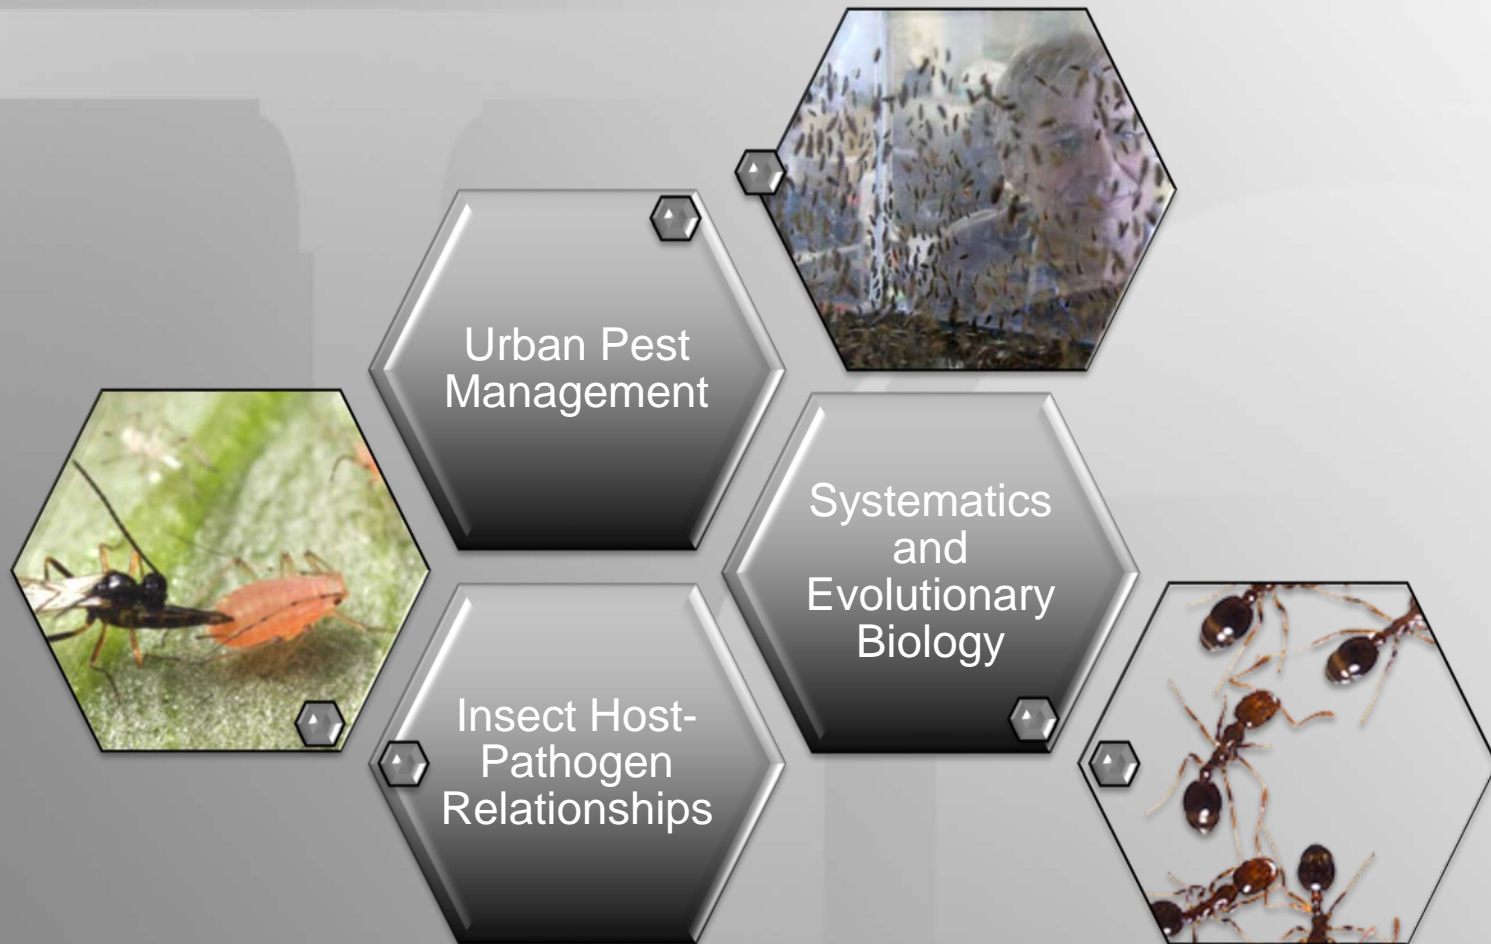 Urban Pest
Management
Systematics
and
Evolutionary
Biology
Insect Host-
Pathogen
Relationships